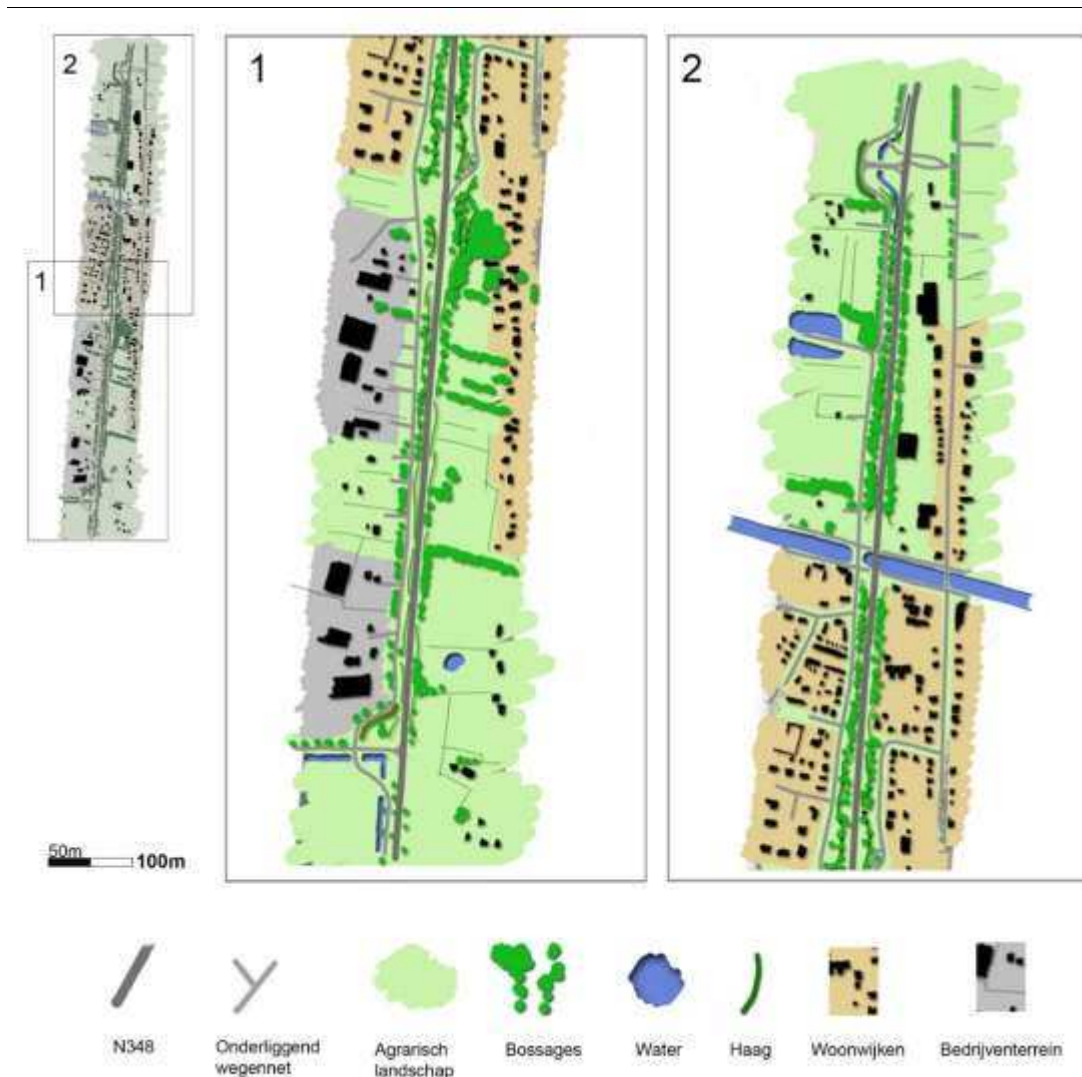 2
1
1
2
50m
100m
N348
Onderliggend
wegennet
Agrarisch
landschap
Bossages
Water
Haag
Woonwijken
Bedrijventerrein